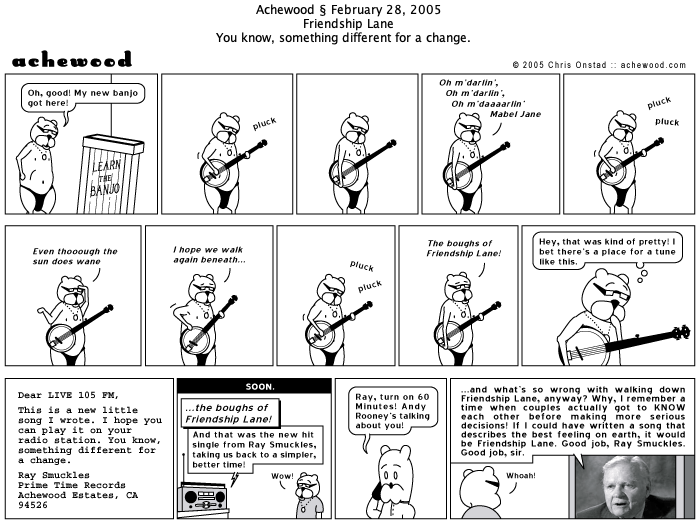 Achewood § February 28, 2005
Friendship Lane
You know, something different for a change.
achewood
© 2005 Chris Onstad :: achewood.com
Oh, good! My new banjo
got here!
LEARN
THE
BANJO
pluck
Oh m'darlin',
Oh m'darlin',
Oh m'daaaarlin'
Mabel Jane
pluck
pluck
Even thooough the
sun does wane
I hope we walk
again beneath...
pluck
pluck
The boughs of
Friendship Lane!
Hey, that was kind of pretty! I
bet there's a place for a tune
like this.
Dear LIVE 105 FM,
This is a new little
song I wrote. I hope you
can play it on your
radio station. You know,
something different for
a change.
Ray Smuckles
Prime Time Records
Achewood Estates, CA
94526
SOON.
...the boughs of
Friendship Lane!
And that was the new hit
single from Ray Smuckles,
taking us back to a simpler,
better time!
Wow!
Ray, turn on 60
Minutes! Andy
Rooney's talking
about you!
...and what's so wrong with walking down
Friendship Lane, anyway? Why, I remember a
time when couples actually got to KNOW
each other before making more serious
decisions! If I could have written a song that
describes the best feeling on earth, it would
be Friendship Lane. Good job, Ray Smuckles.
Good job, sir.
Whoah!